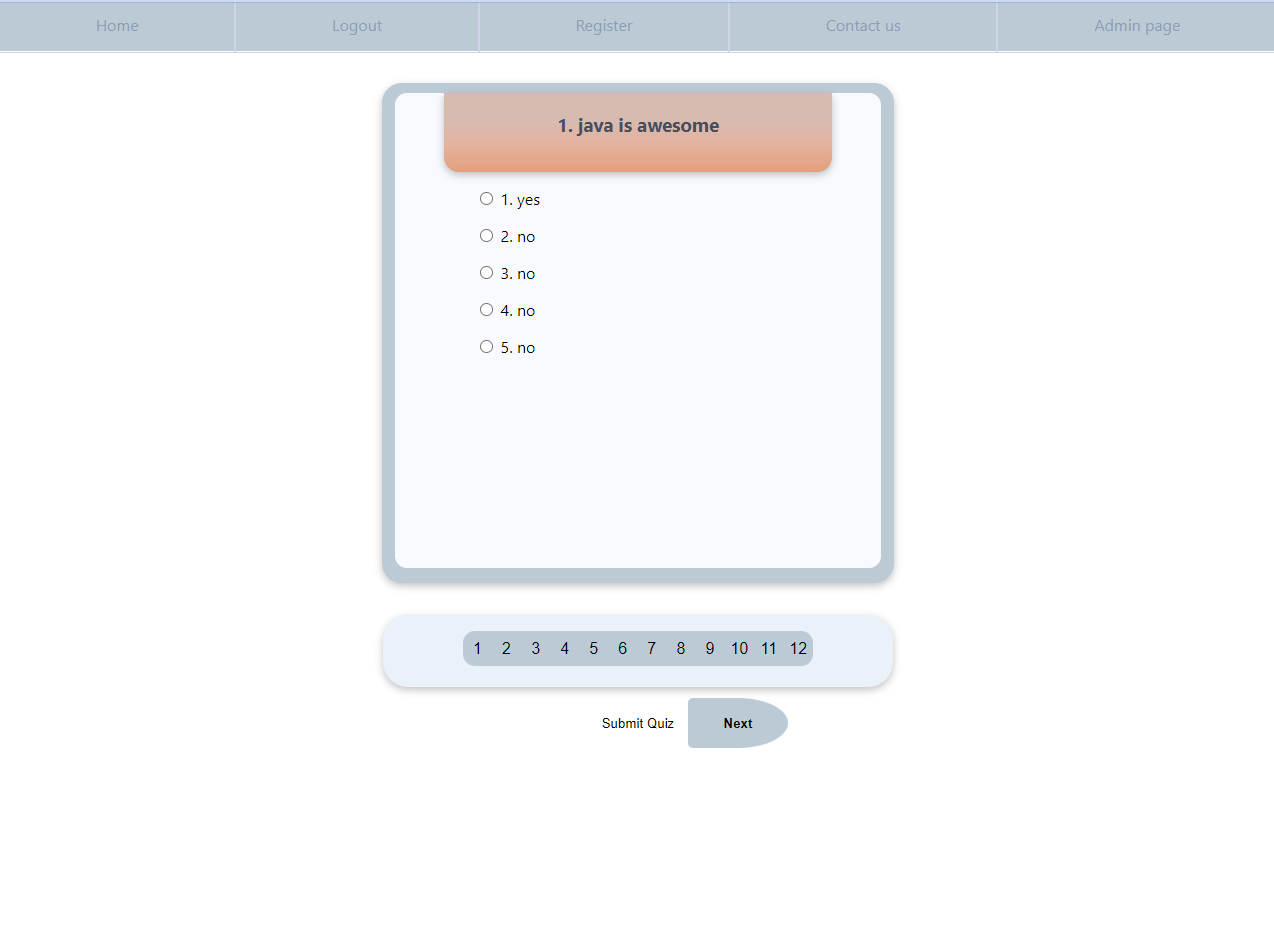 Home Logout Register Contact us Admin page
1. java is awesome
1. yes
2. no
3. no
4. no
5. no
1 2 3 4 5 6 7 8 9 10 11 12
Submit Quiz Next